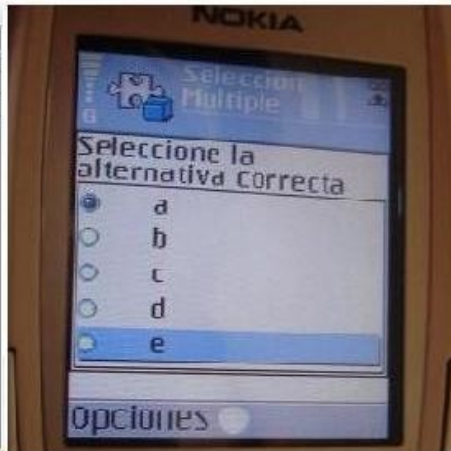 NOKIA
Seleccion
Multiple
Seleccione la
alternativa correcta
a
b
c
d
e
Opciones